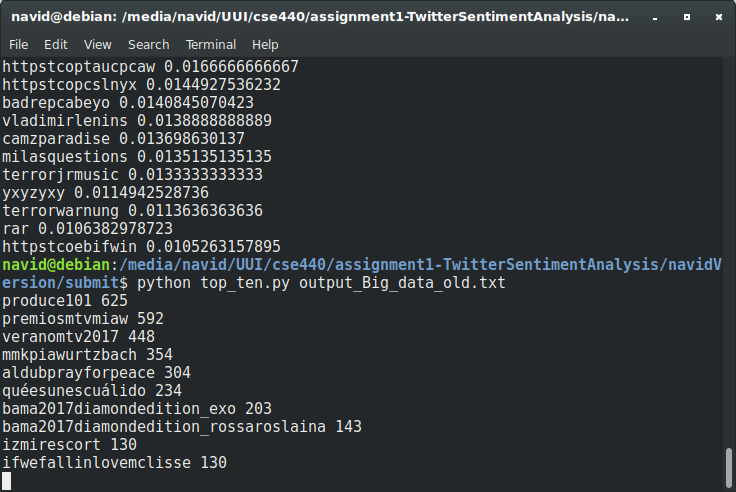 navid@debian: /media/navid/UUI/cse440/assignment1-TwitterSentimentAnalysis/na...
File Edit View Search Terminal Help
httpstcoptaucpcaw 0.0166666666667
httpstcopcslnyx 0.0144927536232
badrepcabeyo 0.0140845070423
vladimirlenins 0.0138888888889
camzparadise 0.013698630137
milasquestions 0.0135135135135
terrorjrmusic 0.0133333333333
yxyzyxy 0.0114942528736
terrorwarnung 0.0113636363636
rar 0.0106382978723
httpstcoebifwin 0.0105263157895
navid@debian:/media/navid/UUI/cse440/assignment1-TwitterSentimentAnalysis/navidV
ersion/submit$ python top_ten.py output_Big_data_old.txt
produce101 625
premiosmtvmiaw 592
veranomtv2017 448
mmkpiawurtzbach 354
aldubprayforpeace 304
quéesunescuálido 234
bama2017diamondedition_exo 203
bama2017diamondedition_rossaroslaina 143
izmirescort 130
ifwefallinlovemclisse 130